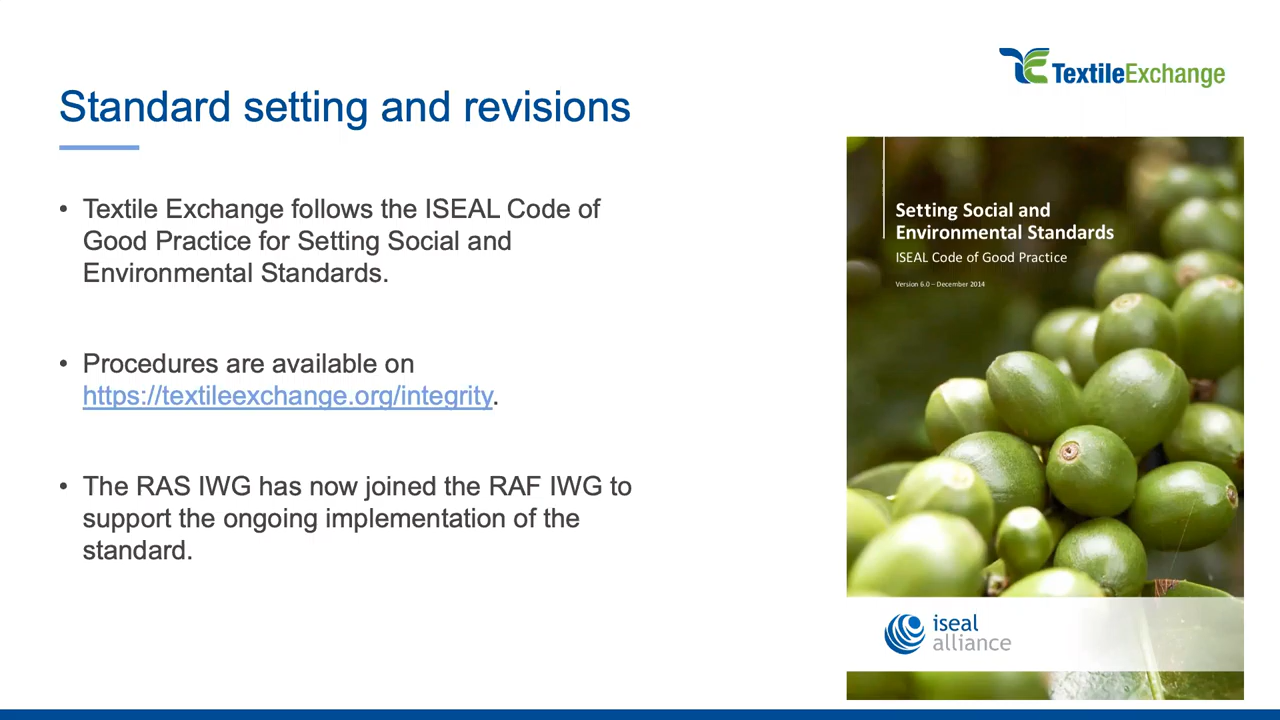 TextileExchange
Standard setting and revisions
• Textile Exchange follows the ISEAL Code of
Good Practice for Setting Social and
Environmental Standards.
• Procedures are available on
https://textileexchange.org/integrity.
• The RAS IWG has now joined the RAF IWG to
support the ongoing implementation of the
standard.
Setting Social and
Environmental Standards
ISEAL Code of Good Practice
Version 6.0 – December 2014
iseal
alliance